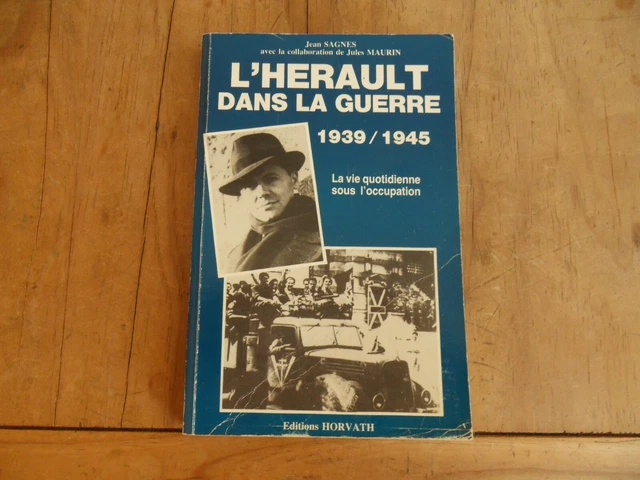 Jean SAGNES
avec la collaboration de Jules MAURIN
L'HERAULT
DANS LA GUERRE
1939 / 1945
La vie quotidienne
sous l'occupation
Editions HORVATH